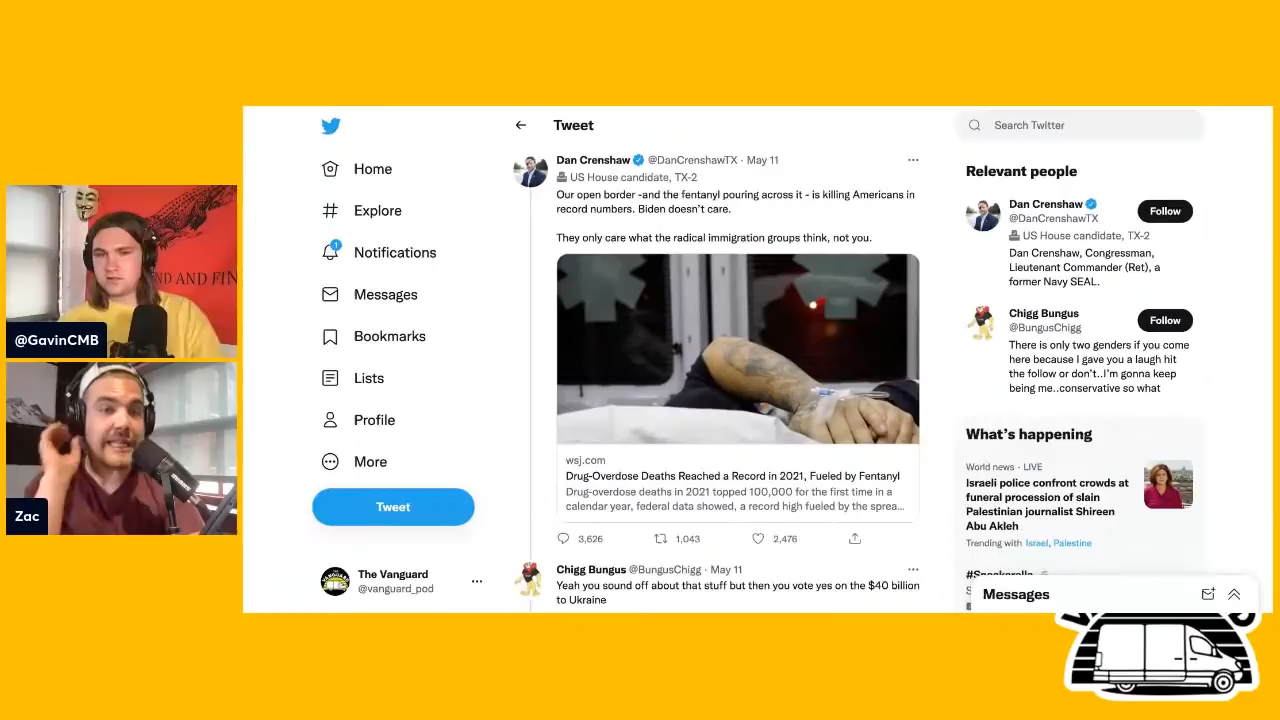 Home
Explore
1
Notifications
Messages
Bookmarks
Lists
Profile
More
Tweet
The Vanguard
@vanguard_pod
Tweet
Dan Crenshaw @DanCrenshawTX · May 11
US House candidate, TX-2
Our open border -and the fentanyl pouring across it - is killing Americans in
record numbers. Biden doesn't care.
They only care what the radical immigration groups think, not you.
wsj.com
Drug-Overdose Deaths Reached a Record in 2021, Fueled by Fentanyl
Drug-overdose deaths in 2021 topped 100,000 for the first time in a
calendar year, federal data showed, a record high fueled by the sprea...
3,626 1,043 2,476
Chigg Bungus @BungusChigg · May 11
Yeah you sound off about that stuff but then you vote yes on the $40 billion
to Ukraine
Search Twitter
Relevant people
Dan Crenshaw
@DanCrenshawTX
Follow
US House candidate, TX-2
Dan Crenshaw, Congressman,
Lieutenant Commander (Ret), a
former Navy SEAL.
Chigg Bungus
@BungusChigg
Follow
There is only two genders if you come
here because I gave you a laugh hit
the follow or don't..I'm gonna keep
being me..conservative so what
What's happening
World news · LIVE
Israeli police confront crowds at
funeral procession of slain
Palestinian journalist Shireen
Abu Akleh
Trending with Israel, Palestine
Messages
AND FIN
@GavinCMB
Zac